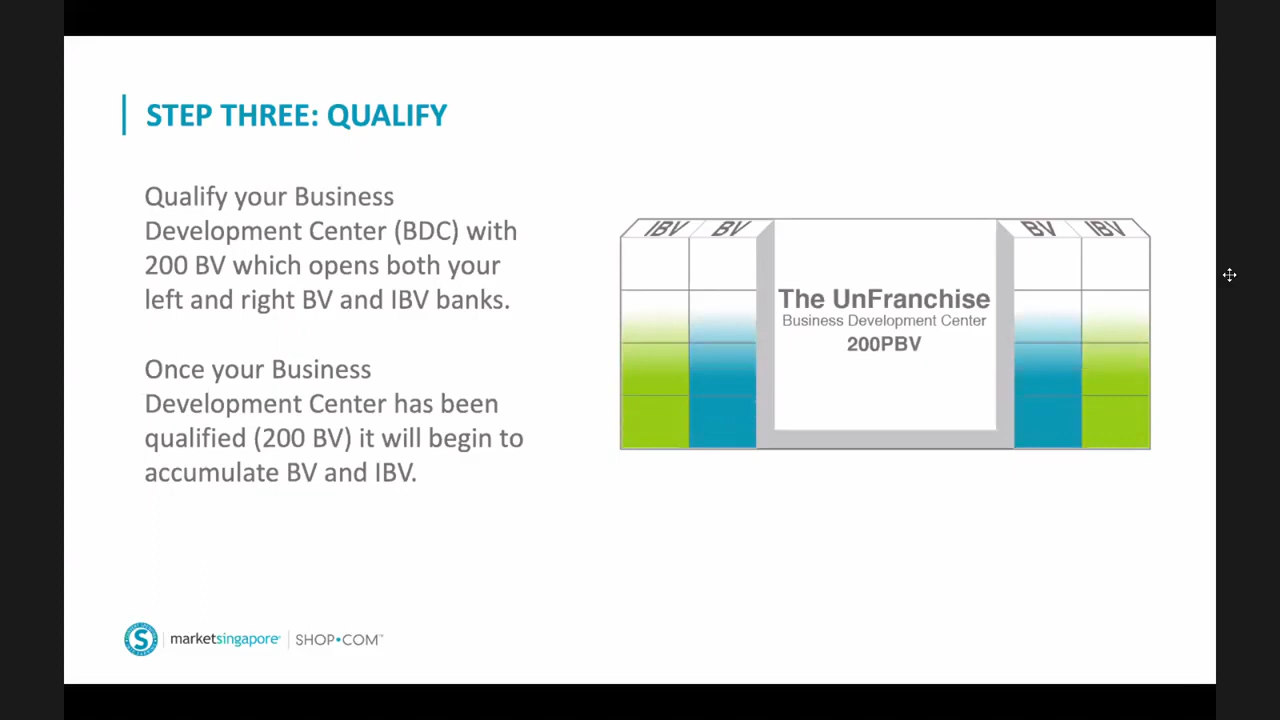 STEP THREE: QUALIFY
Qualify your Business
Development Center (BDC) with
200 BV which opens both your
left and right BV and IBV banks.
Once your Business
Development Center has been
qualified (200 BV) it will begin to
accumulate BV and IBV.
IBV BV BV IBV
The UnFranchise
Business Development Center
200PBV
S marketsingapore® SHOP•COM™